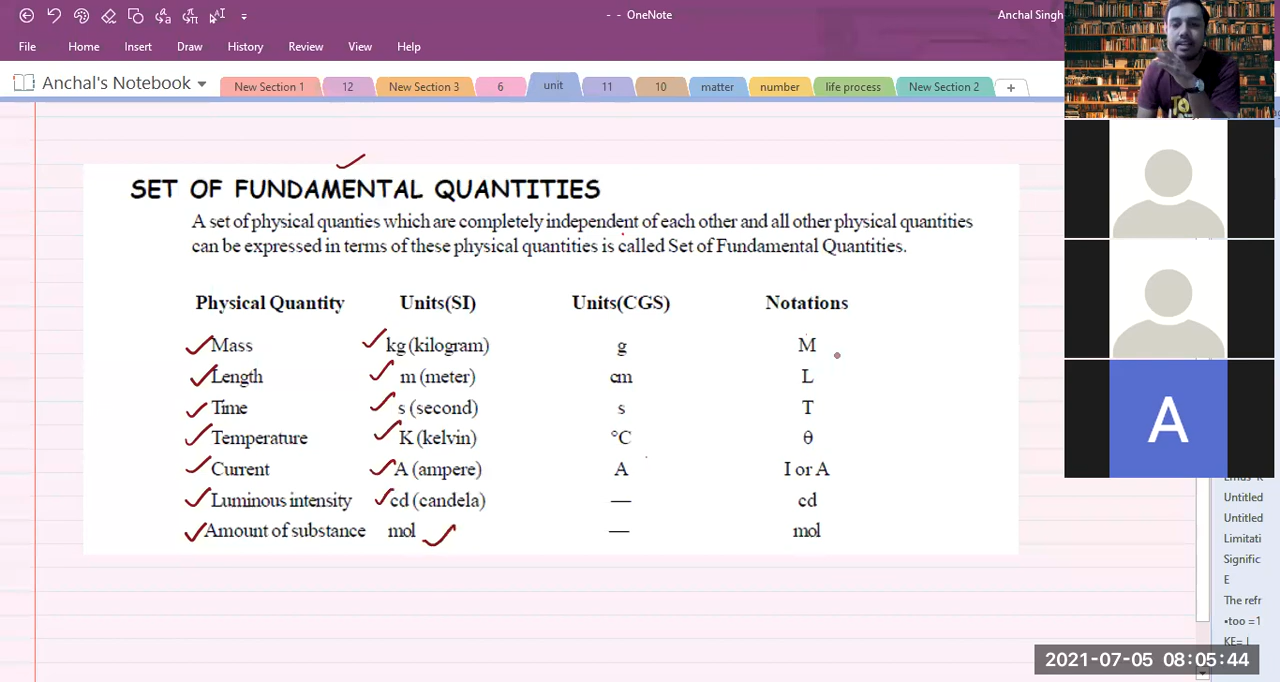 - - OneNote
Anchal Singh
File Home Insert Draw History Review View Help
Anchal's Notebook New Section 1 12 New Section 3 6 unit 11 10 matter number life process New Section 2 +
SET OF FUNDAMENTAL QUANTITIES
A set of physical quanties which are completely independent of each other and all other physical quantities
can be expressed in terms of these physical quantities is called Set of Fundamental Quantities.
Physical Quantity Units(SI) Units(CGS) Notations
Mass kg (kilogram) g M
Length m (meter) cm L
Time s (second) s T
Temperature K (kelvin) °C θ
Current A (ampere) A I or A
Luminous intensity cd (candela) — cd
Amount of substance mol — mol
A
Untitled
Untitled
Limitati
Signific
E
The refr
•too =1
KE= l
2021-07-05 08:05:44